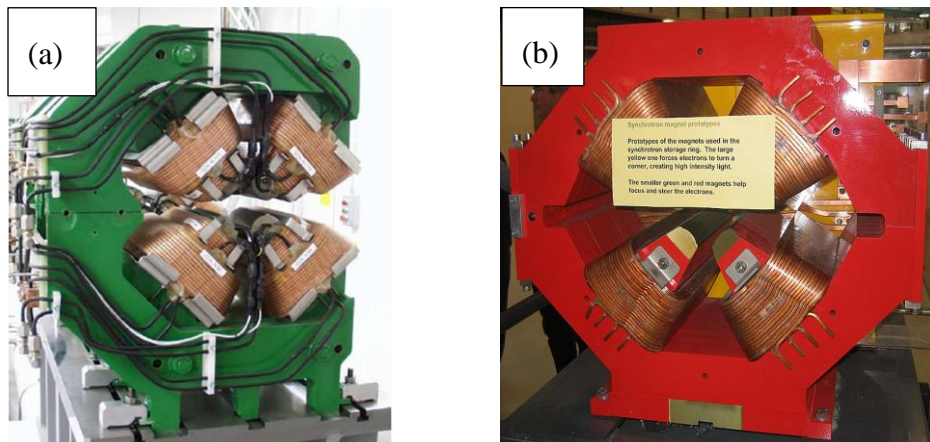 (a)
(b)
Synchrotron magnet prototypes
Prototypes of the magnets used in the
synchrotron storage ring. The large
yellow one forces electrons to turn a
corner, creating high intensity light.
The smaller green and red magnets help
focus and steer the electrons.